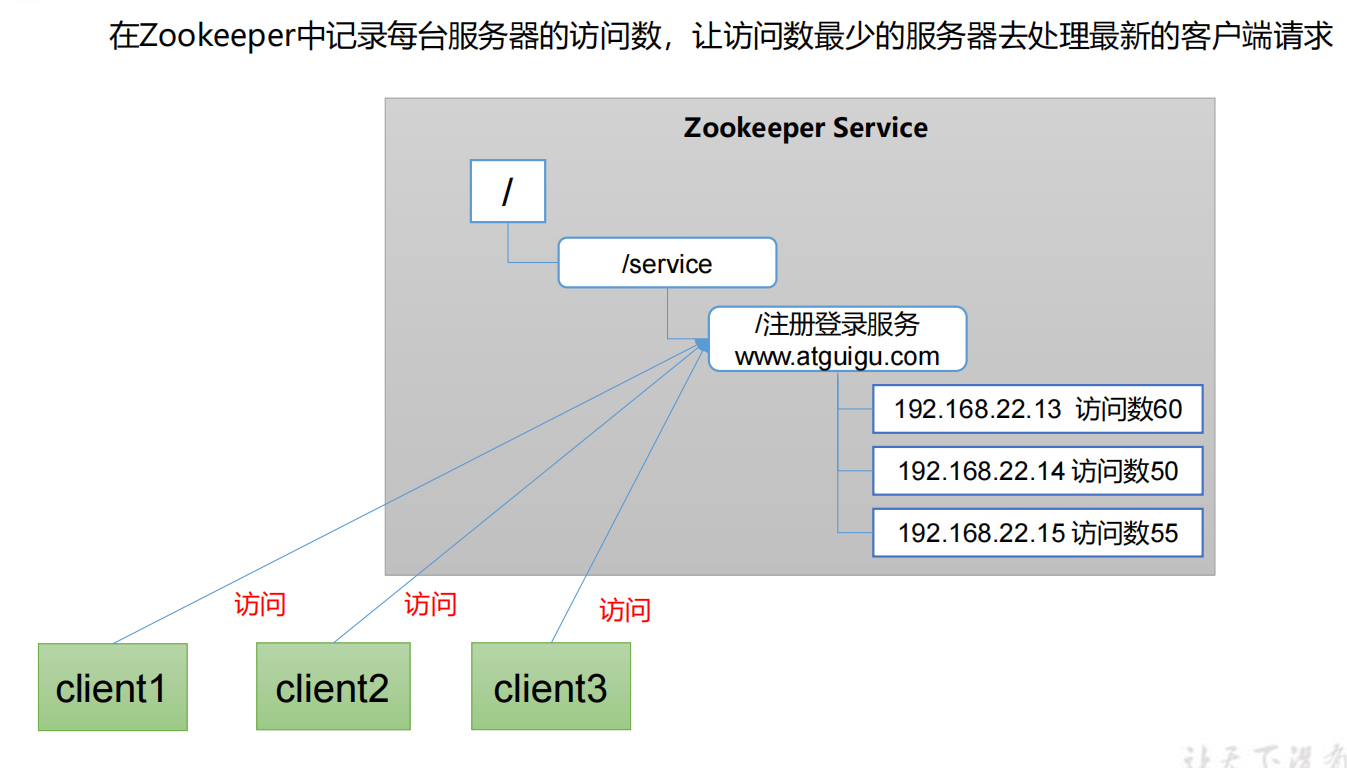 在Zookeeper中记录每台服务器的访问数，让访问数最少的服务器去处理最新的客户端请求
Zookeeper Service
/
/service
/注册登录服务
www.atguigu.com
192.168.22.13 访问数60
192.168.22.14 访问数50
192.168.22.15 访问数55
访问
访问
访问
client1
client2
client3
让天下没有